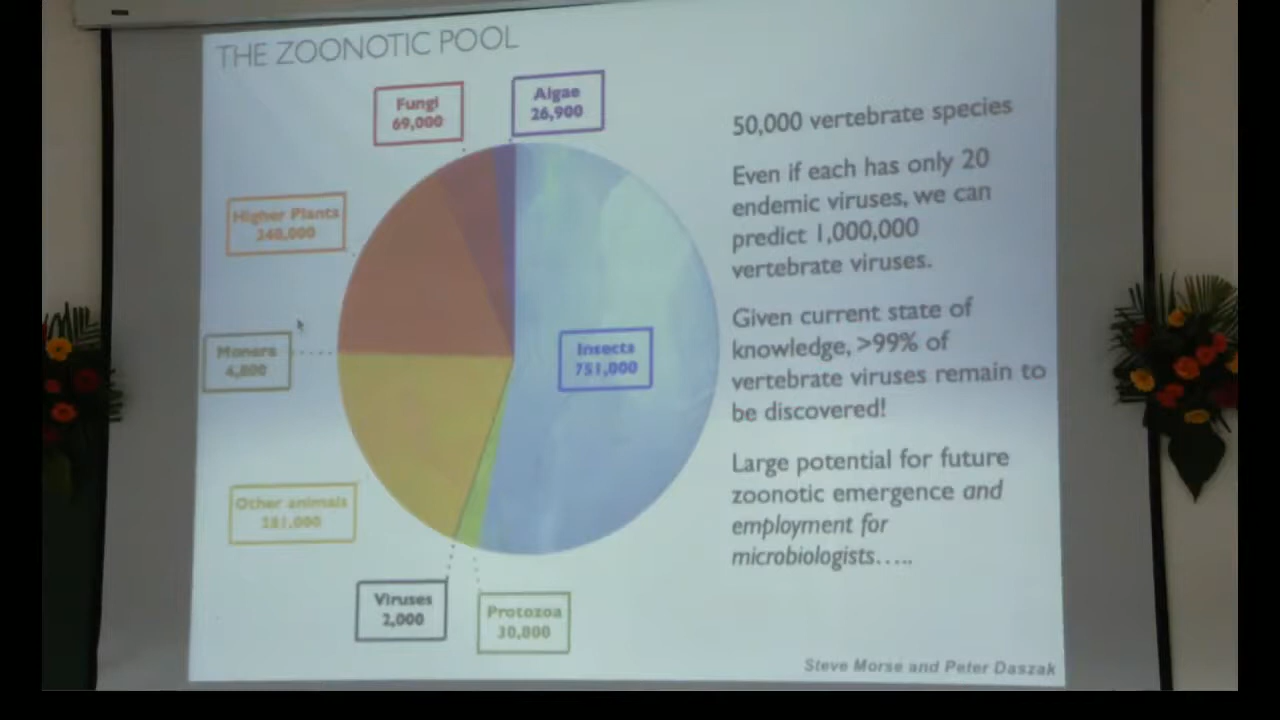 THE ZOONOTIC POOL
Fungi
69,000
Algae
26,900
Higher Plants
248,000
Monera
4,800
Insects
751,000
Other animals
281,000
Viruses
2,000
Protozoa
30,800
50,000 vertebrate species
Even if each has only 20
endemic viruses, we can
predict 1,000,000
vertebrate viruses.
Given current state of
knowledge, >99% of
vertebrate viruses remain to
be discovered!
Large potential for future
zoonotic emergence and
employment for
microbiologists.....
Steve Morse and Peter Daszak